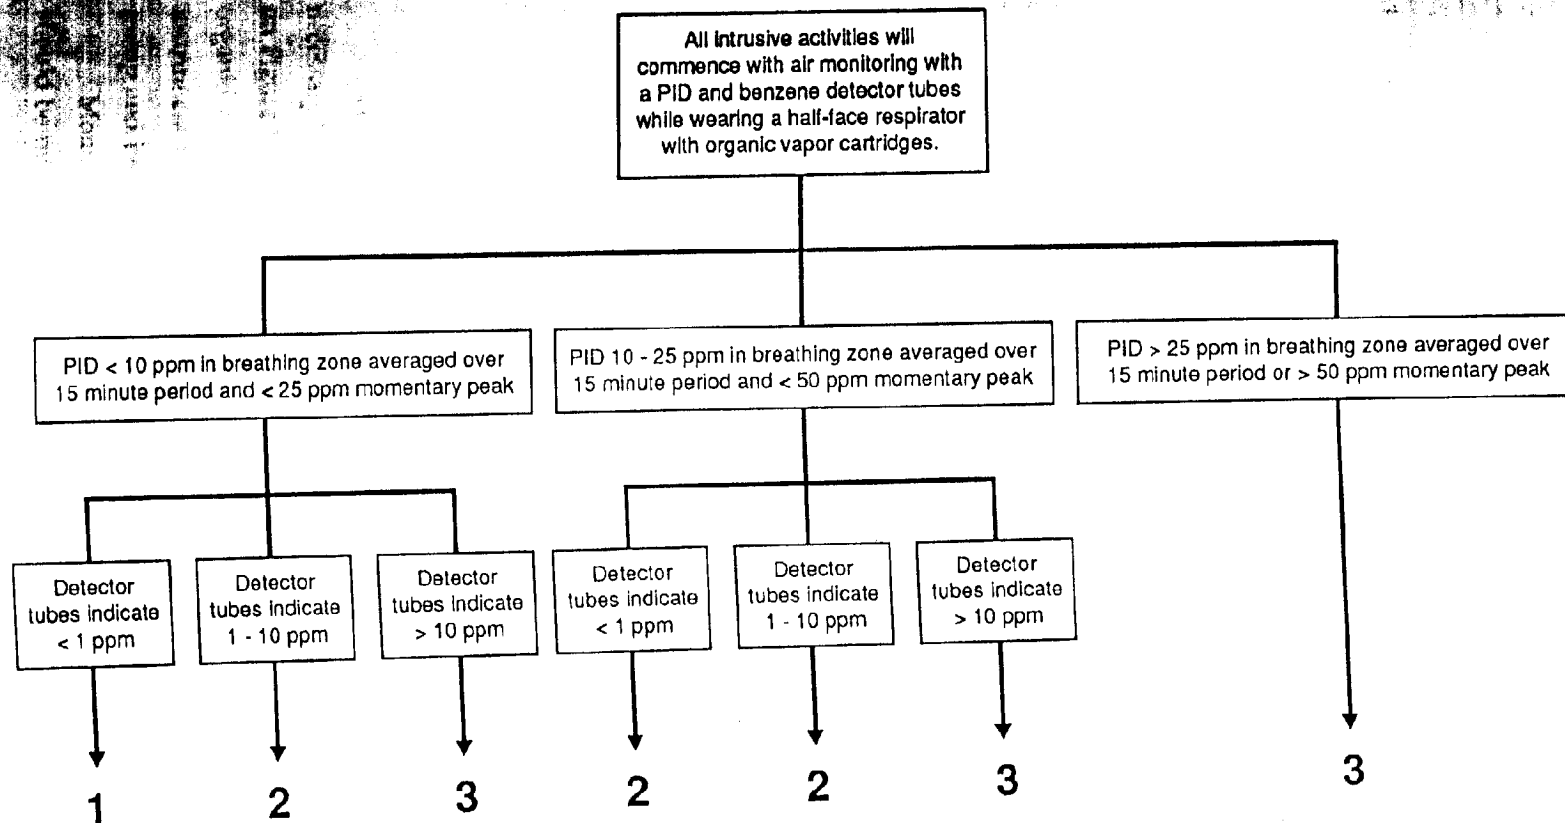 All intrusive activities will
commence with air monitoring with
a PID and benzene detector tubes
while wearing a half-face respirator
with organic vapor cartridges.
PID < 10 ppm in breathing zone averaged over
15 minute period and < 25 ppm momentary peak
PID 10 - 25 ppm in breathing zone averaged over
15 minute period and < 50 ppm momentary peak
PID > 25 ppm in breathing zone averaged over
15 minute period or > 50 ppm momentary peak
Detector
tubes indicate
< 1 ppm
Detector
tubes indicate
1 - 10 ppm
Detector
tubes indicate
> 10 ppm
Detector
tubes indicate
< 1 ppm
Detector
tubes indicate
1 - 10 ppm
Detector
tubes indicate
> 10 ppm
1
2
3
2
2
3
3